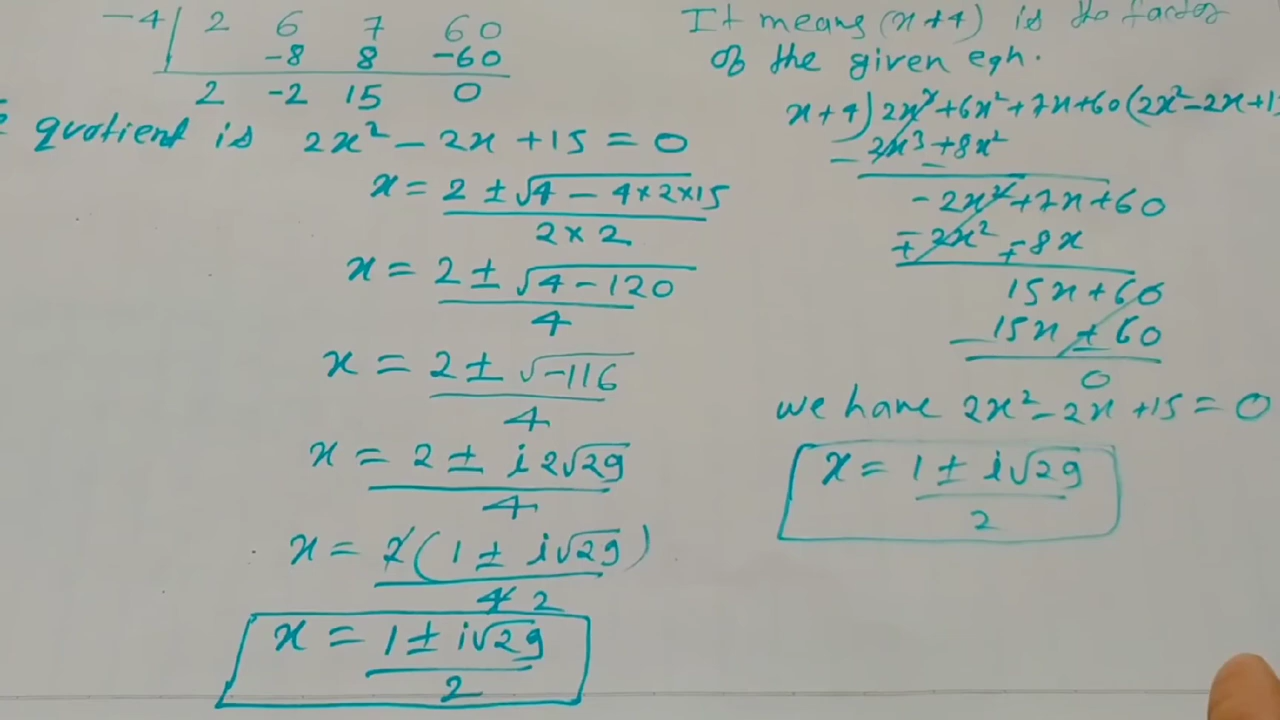 -4 | 2 6 7 60
-8 8 -60
2 -2 15 0
quotient is 2x² - 2x + 15 = 0
x = 2 ± √4 - 4×2×15
2 × 2
x = 2 ± √4 - 120
4
x = 2 ± √-116
4
x = 2 ± i 2√29
4
x = 2 (1 ± i√29)
4 2
x = 1 ± i√29
2
It means (x+4) is the factor
of the given eqn.
x+4) 2x³+6x²+7x+60 (2x²-2x+1
- 2x³ + 8x²
-
-2x²+7x+60
∓ 2x² ∓ 8x
15x+60
- 15x ± 60
0
we have 2x²-2x+15=0
x = 1 ± i√29
2